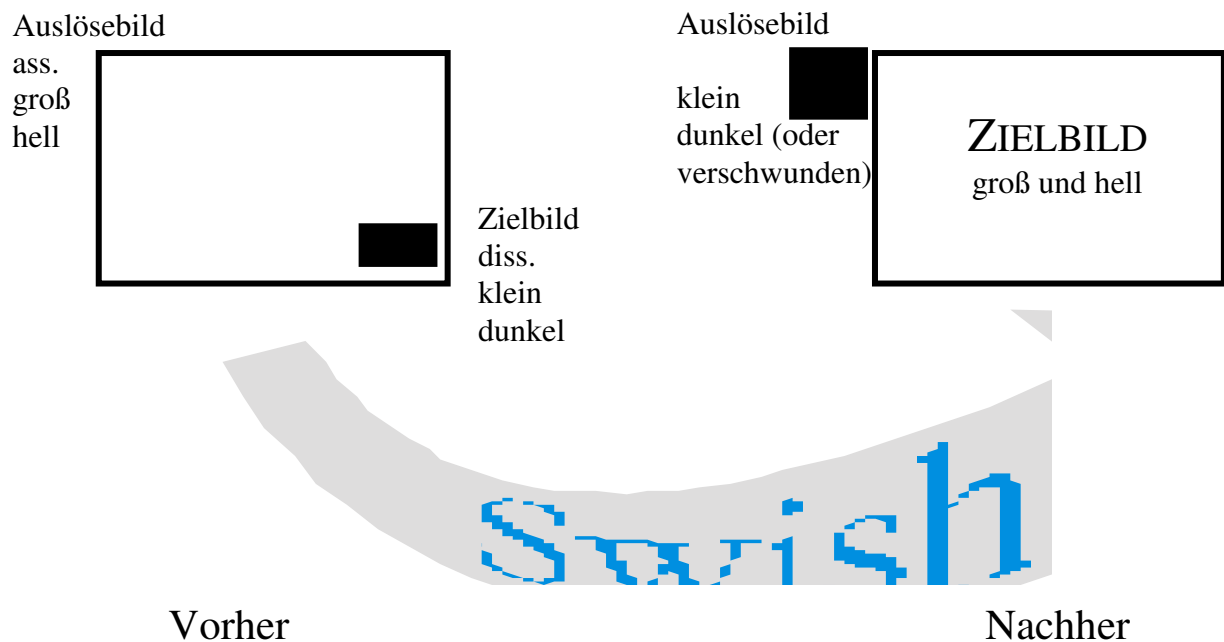 Auslösebild
ass.
groß
hell
Zielbild
diss.
klein
dunkel
Auslösebild
klein
dunkel (oder
verschwunden)
ZIELBILD
groß und hell
Swish
Vorher
Nachher